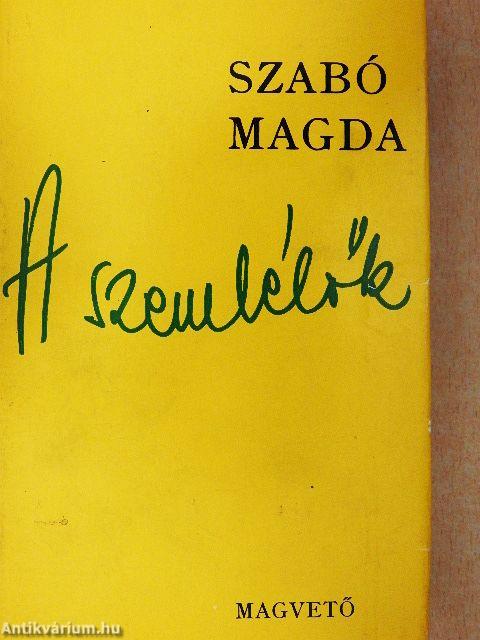 SZABÓ
MAGDA
A szemlélők
MAGVETŐ
Antikvárium.hu